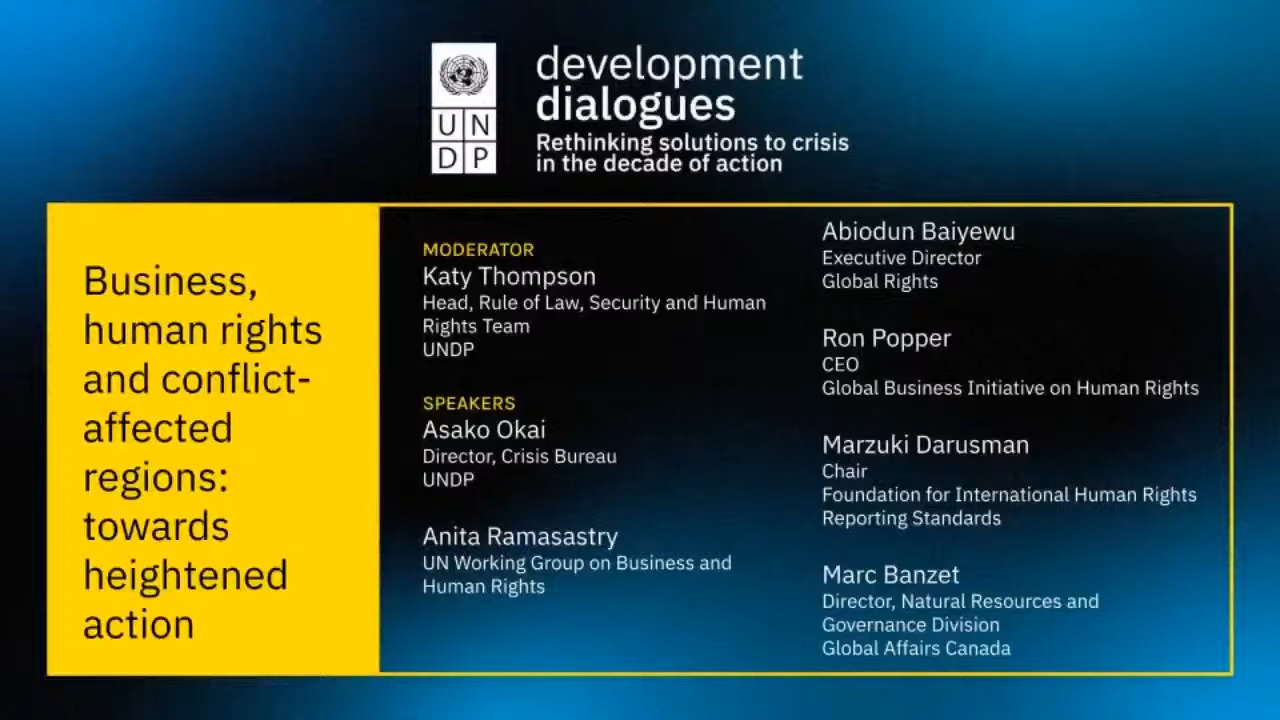 UN
DP
development
dialogues
Rethinking solutions to crisis
in the decade of action
Business,
human rights
and conflict-
affected
regions:
towards
heightened
action
MODERATOR
Katy Thompson
Head, Rule of Law, Security and Human
Rights Team
UNDP
SPEAKERS
Asako Okai
Director, Crisis Bureau
UNDP
Anita Ramasastry
UN Working Group on Business and
Human Rights
Abiodun Baiyewu
Executive Director
Global Rights
Ron Popper
CEO
Global Business Initiative on Human Rights
Marzuki Darusman
Chair
Foundation for International Human Rights
Reporting Standards
Marc Banzet
Director, Natural Resources and
Governance Division
Global Affairs Canada